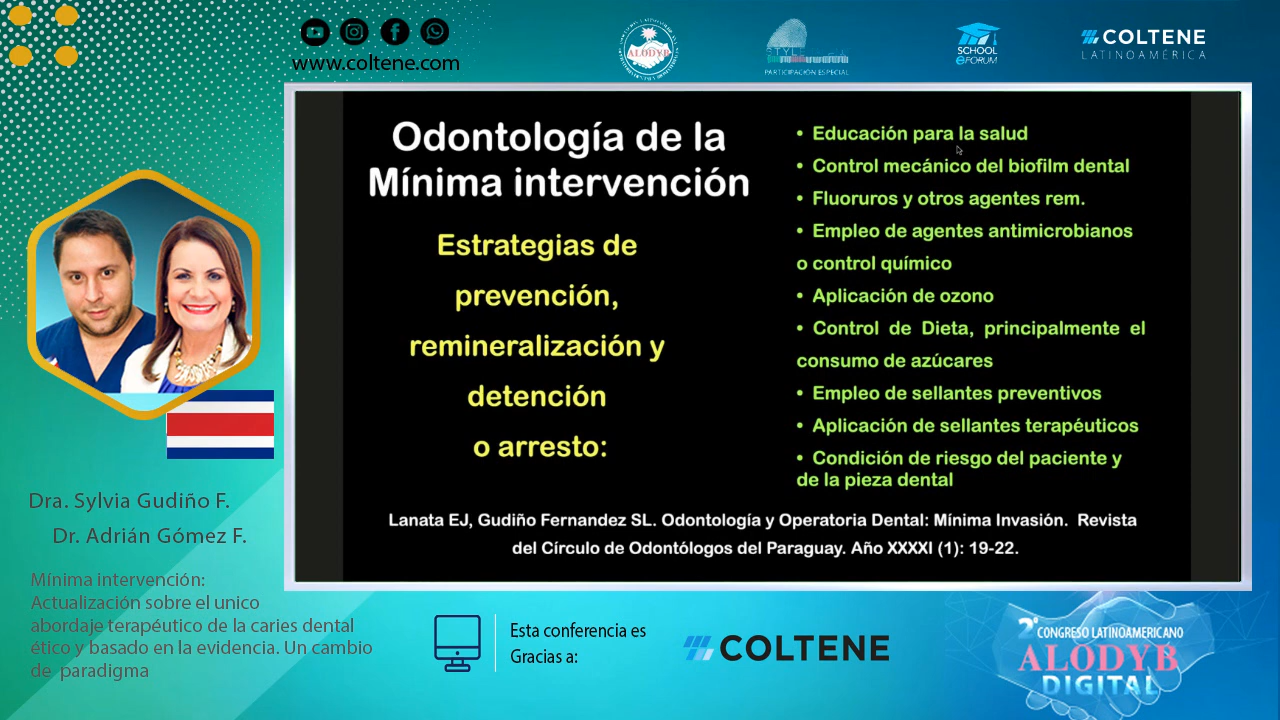 www.coltene.com
ALODYB
PARTICIPACIÓN ESPECIAL
SCHOOL
eFORUM
COLTENE
LATINOAMÉRICA
Odontología de la
Mínima intervención
Estrategias de
prevención,
remineralización y
detención
o arresto:
• Educación para la salud
• Control mecánico del biofilm dental
• Fluoruros y otros agentes rem.
• Empleo de agentes antimicrobianos
o control químico
• Aplicación de ozono
• Control de Dieta, principalmente el
consumo de azúcares
• Empleo de sellantes preventivos
• Aplicación de sellantes terapéuticos
• Condición de riesgo del paciente y
de la pieza dental
Lanata EJ, Gudiño Fernandez SL. Odontología y Operatoria Dental: Mínima Invasión. Revista
del Círculo de Odontólogos del Paraguay. Año XXXXI (1): 19-22.
Dra. Sylvia Gudiño F.
Dr. Adrián Gómez F.
Mínima intervención:
Actualización sobre el unico
abordaje terapéutico de la caries dental
ético y basado en la evidencia. Un cambio
de paradigma
Esta conferencia es
Gracias a:
COLTENE
2º CONGRESO LATINOAMERICANO
ALODYB
DIGITAL